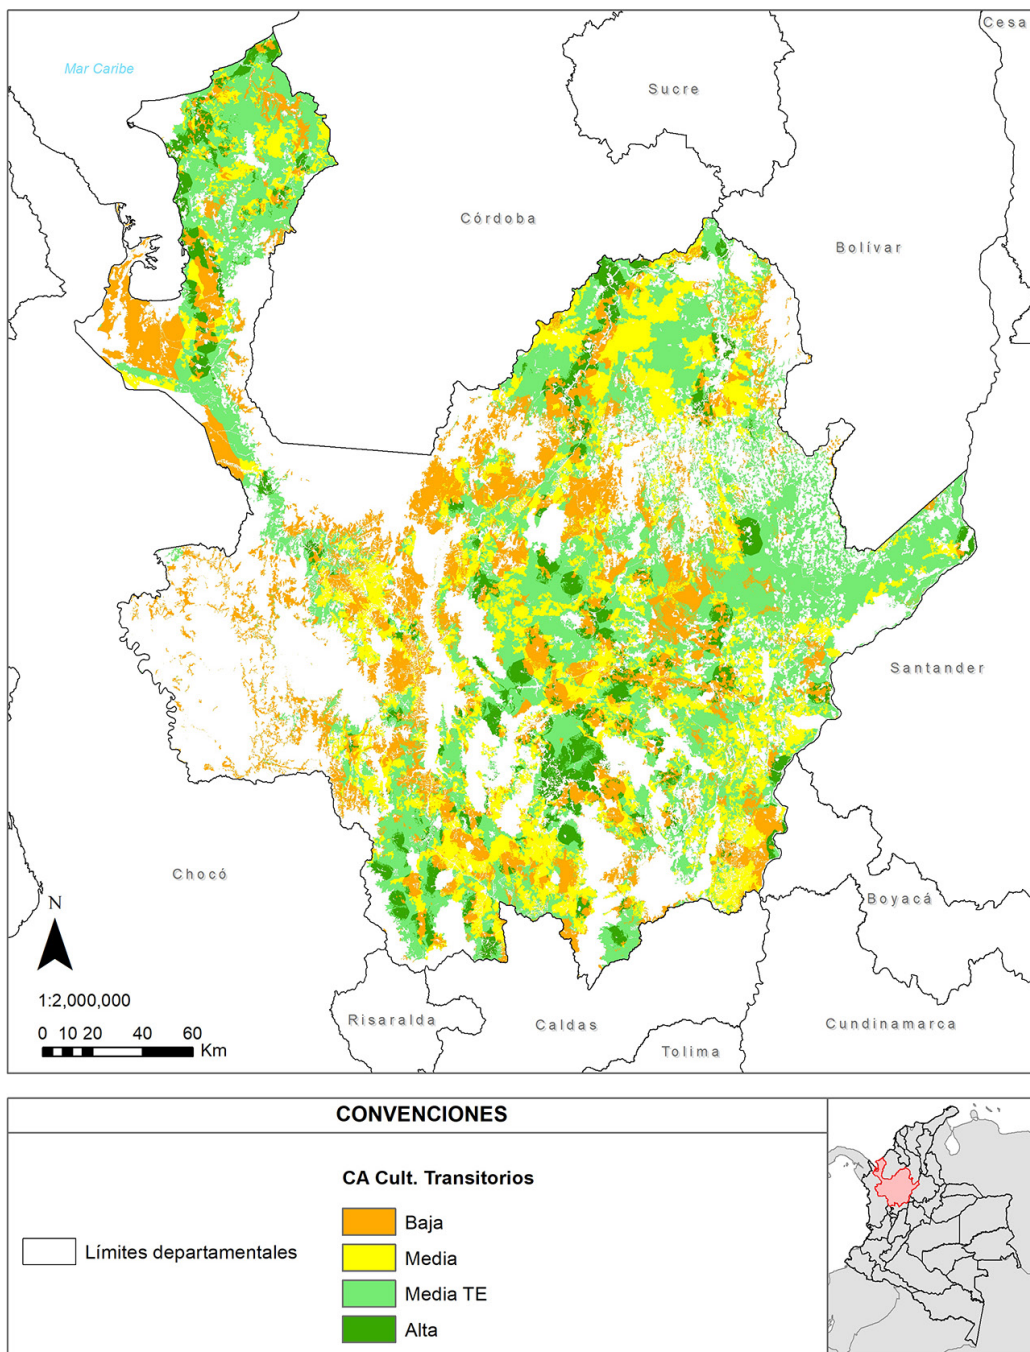 Cesa
Mar Caribe
Sucre
Córdoba
Bolívar
Santander
Chocó
Boyacá
N
1:2,000,000
Risaralda
Caldas
Cundinamarca
Tolima
0 10 20 40 60
Km
CONVENCIONES
CA Cult. Transitorios
Baja
Límites departamentales
Media
Media TE
Alta